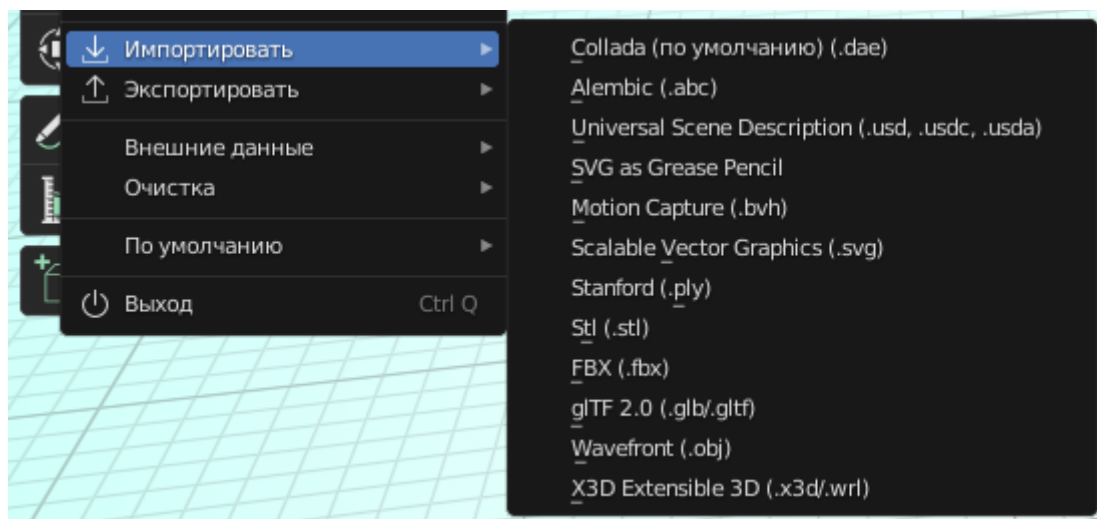 Импортировать
Экспортировать
Внешние данные
Очистка
По умолчанию
Выход Ctrl Q
Collada (по умолчанию) (.dae)
Alembic (.abc)
Universal Scene Description (.usd, .usdc, .usda)
SVG as Grease Pencil
Motion Capture (.bvh)
Scalable Vector Graphics (.svg)
Stanford (.ply)
Stl (.stl)
FBX (.fbx)
glTF 2.0 (.glb/.gltf)
Wavefront (.obj)
X3D Extensible 3D (.x3d/.wrl)